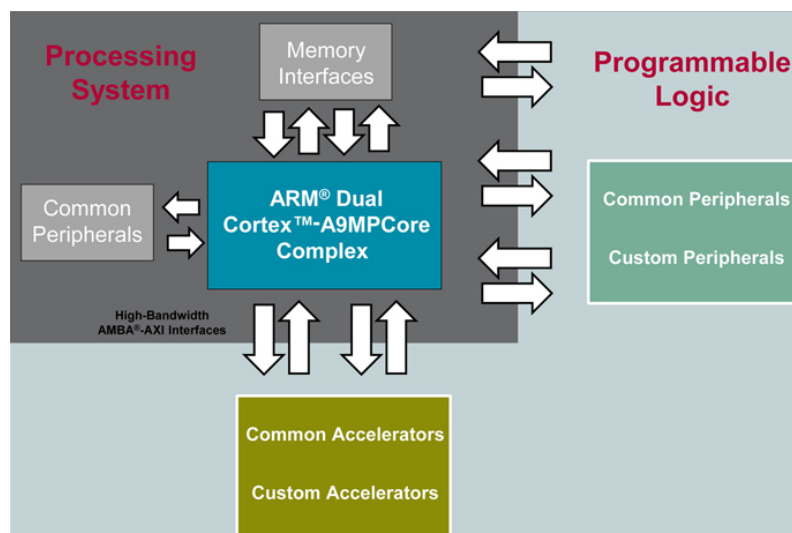 Processing
System
Memory
Interfaces
Programmable
Logic
ARM® Dual
Cortex™-A9MPCore
Complex
Common
Peripherals
Common Peripherals
Custom Peripherals
High-Bandwidth
AMBA®-AXI Interfaces
Common Accelerators
Custom Accelerators